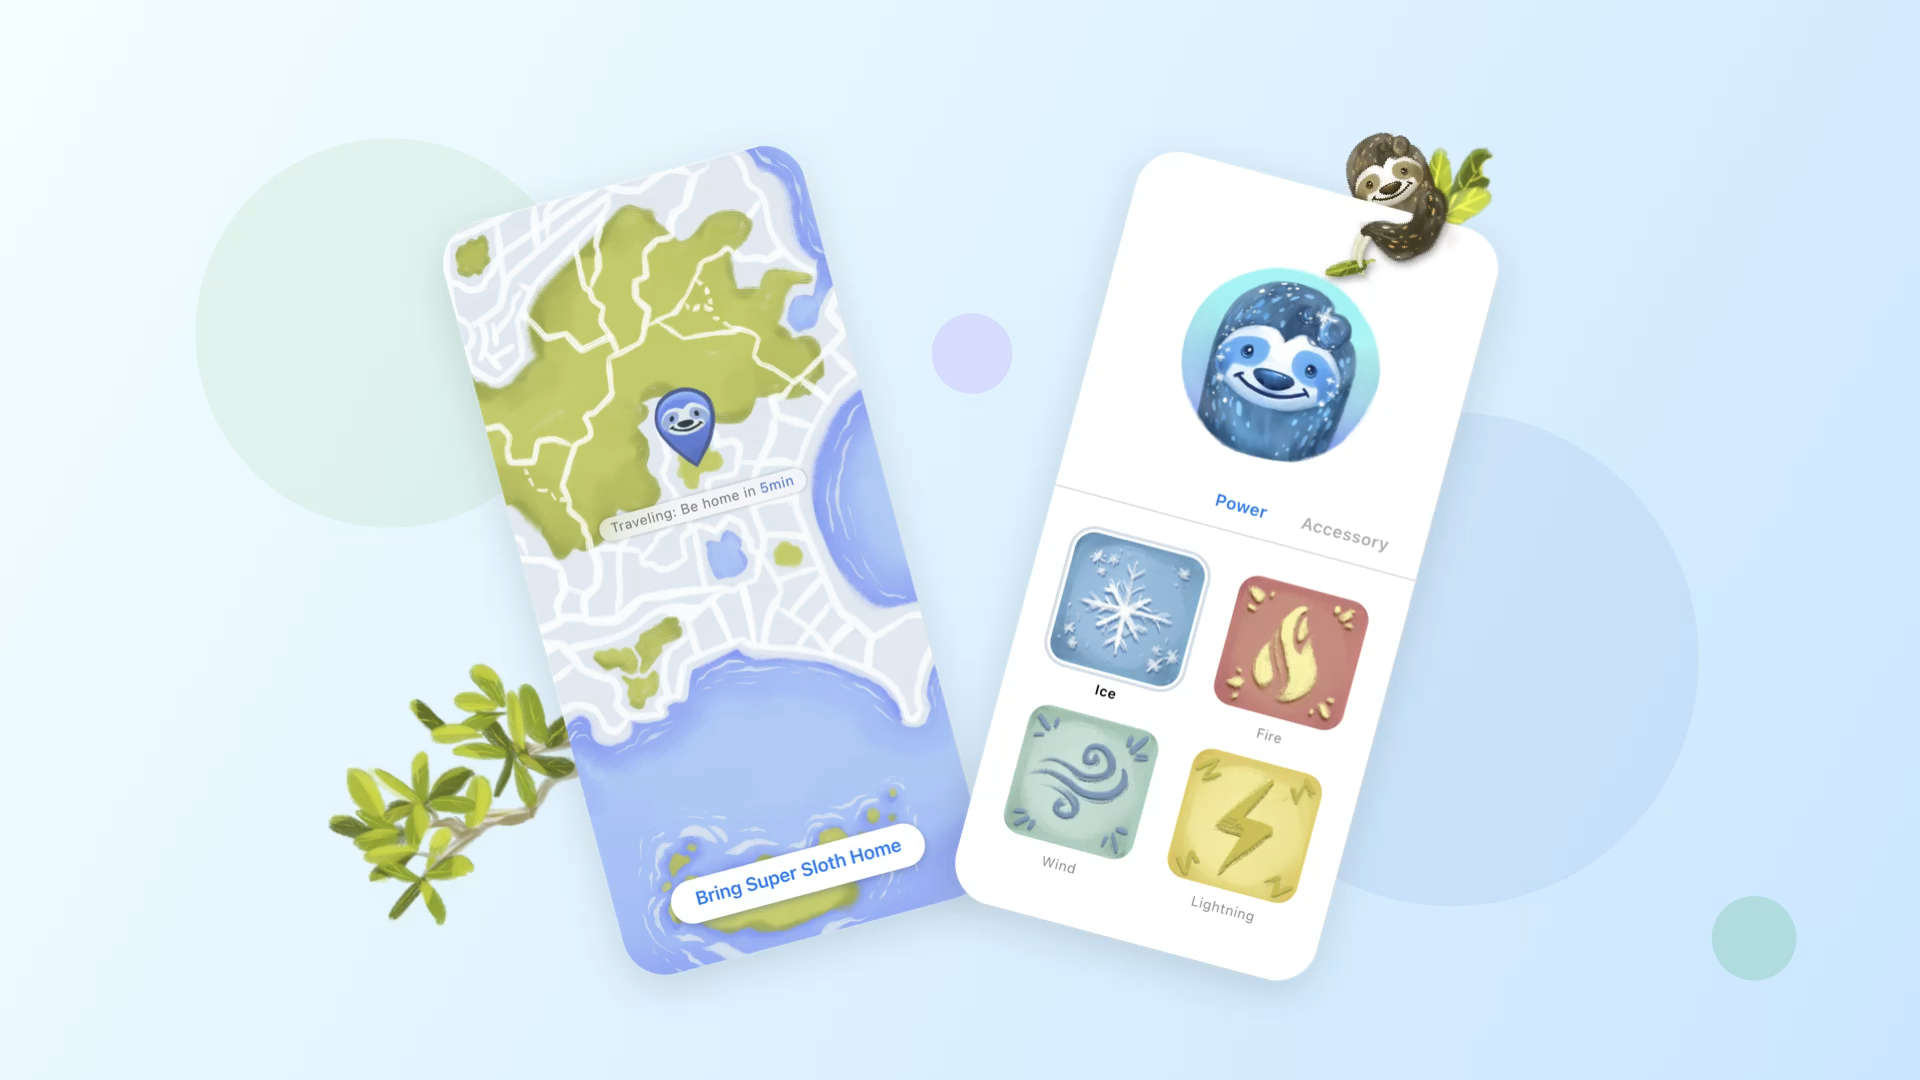 Traveling: Be home in 5min
Bring Super Sloth Home
Power
Accessory
Ice
Fire
Wind
Lightning